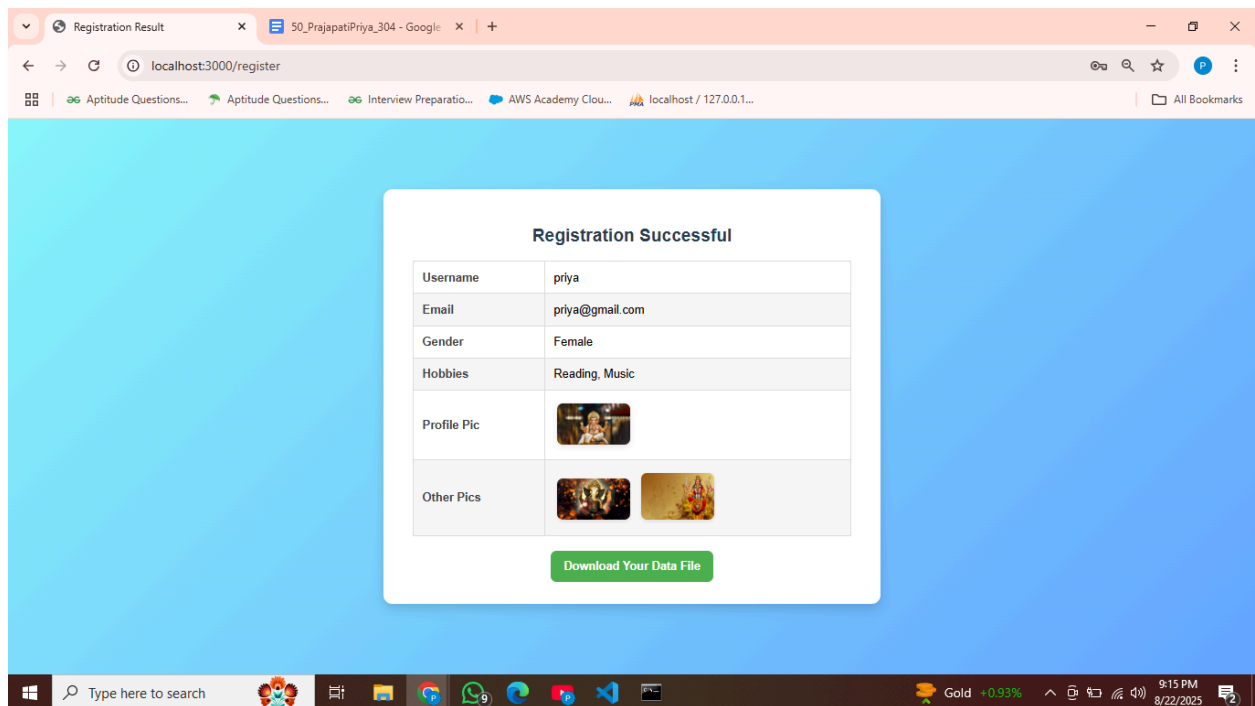 Registration Result
50_PrajapatiPriya_304 - Google
localhost:3000/register
P
Aptitude Questions...
Aptitude Questions...
Interview Preparatio...
AWS Academy Clou...
localhost / 127.0.0.1...
All Bookmarks
Registration Successful
Username priya
Email priya@gmail.com
Gender Female
Hobbies Reading, Music
Profile Pic
Other Pics
Download Your Data File
Type here to search
9
Gold +0.93%
9:15 PM
8/22/2025
2